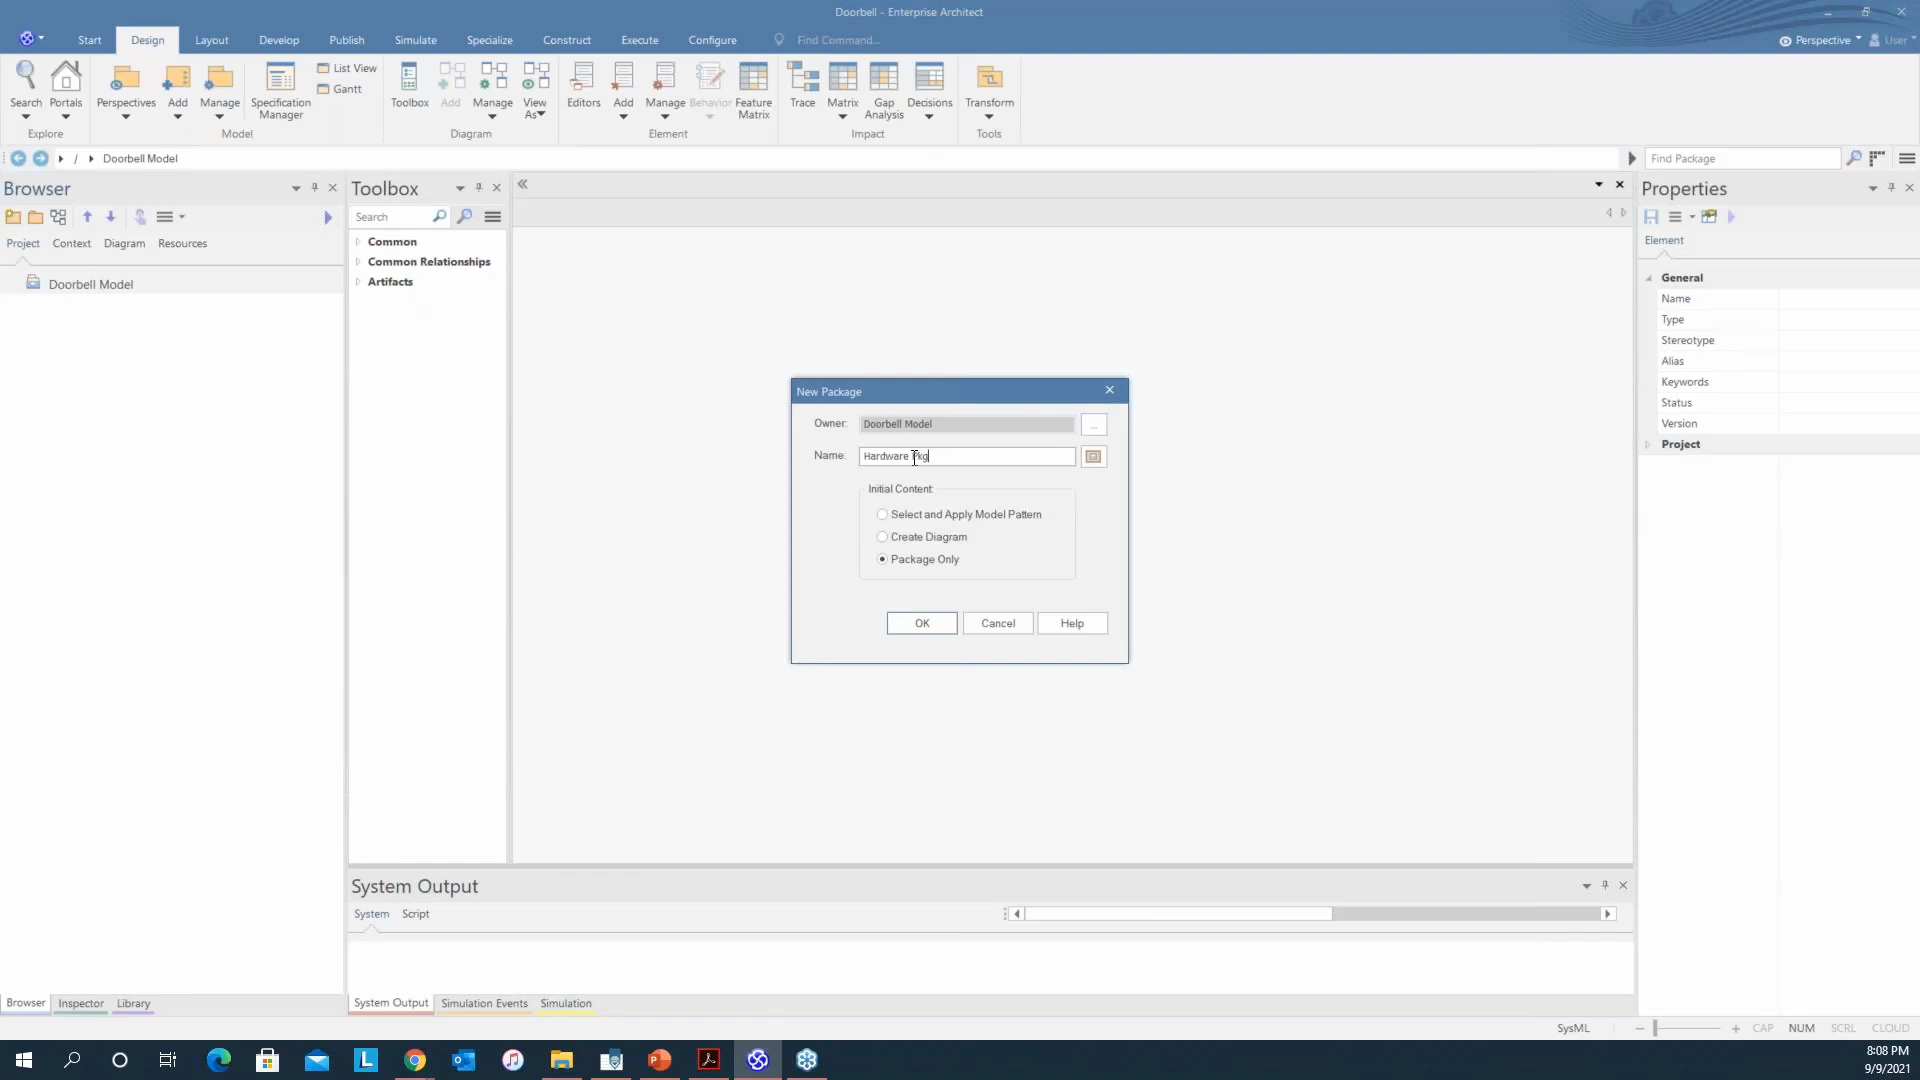 Doorbell - Enterprise Architect
Start Design Layout Develop Publish Simulate Specialize Construct Execute Configure Find Command... Perspective User
List View
Gantt
Search Portals Perspectives Add Manage Specification Manager Toolbox Add Manage View As Editors Add Manage Behavior Feature Matrix Trace Matrix Gap Analysis Decisions Transform
Explore Model Diagram Element Impact Tools
/ Doorbell Model Find Package
Browser Toolbox Properties
Search
Project Context Diagram Resources Common Element
Common Relationships
Doorbell Model Artifacts General
Name
Type
Stereotype
Alias
Keywords
Status
Version
Project
New Package
Owner: Doorbell Model ...
Name: Hardware Pkg
Initial Content:
Select and Apply Model Pattern
Create Diagram
Package Only
OK Cancel Help
System Output
System Script
Browser Inspector Library System Output Simulation Events Simulation
SysML CAP NUM SCRL CLOUD
8:08 PM
9/9/2021